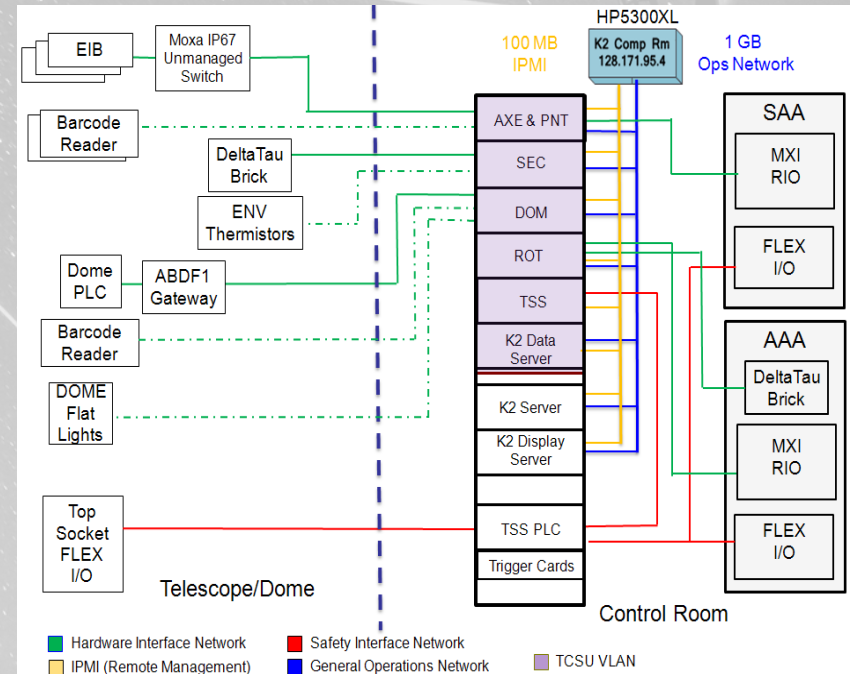 HP5300XL
100 MB
IPMI
K2 Comp Rm
128.171.95.4
1 GB
Ops Network
EIB
Moxa IP67
Unmanaged
Switch
Barcode
Reader
DeltaTau
Brick
ENV
Thermistors
Dome
PLC
ABDF1
Gateway
Barcode
Reader
DOME
Flat
Lights
Top
Socket
FLEX
I/O
Telescope/Dome
AXE & PNT
SEC
DOM
ROT
TSS
K2 Data
Server
K2 Server
K2 Display
Server
TSS PLC
Trigger Cards
SAA
MXI
RIO
FLEX
I/O
AAA
DeltaTau
Brick
MXI
RIO
FLEX
I/O
Control Room
Hardware Interface Network
Safety Interface Network
IPMI (Remote Management)
General Operations Network
TCSU VLAN